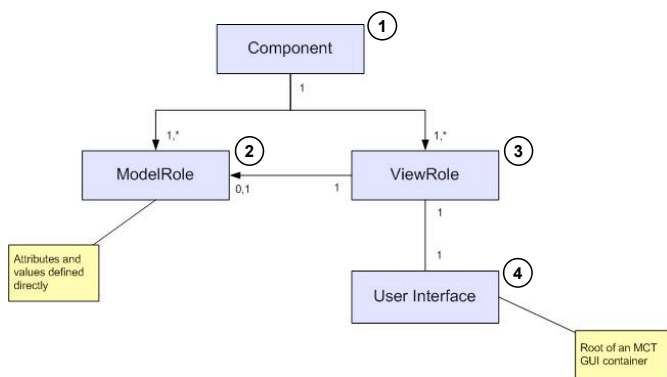 1
Component
1
1,*
1,*
2
3
ModelRole
ViewRole
0,1
1
1
Attributes and
values defined
directly
1
4
User Interface
Root of an MCT
GUI container